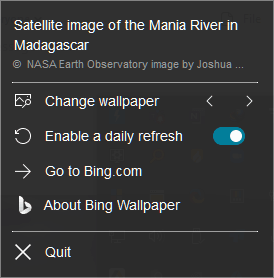 Satellite image of the Mania River in
Madagascar
© NASA Earth Observatory image by Joshua ...
Change wallpaper
Enable a daily refresh
Go to Bing.com
About Bing Wallpaper
Quit